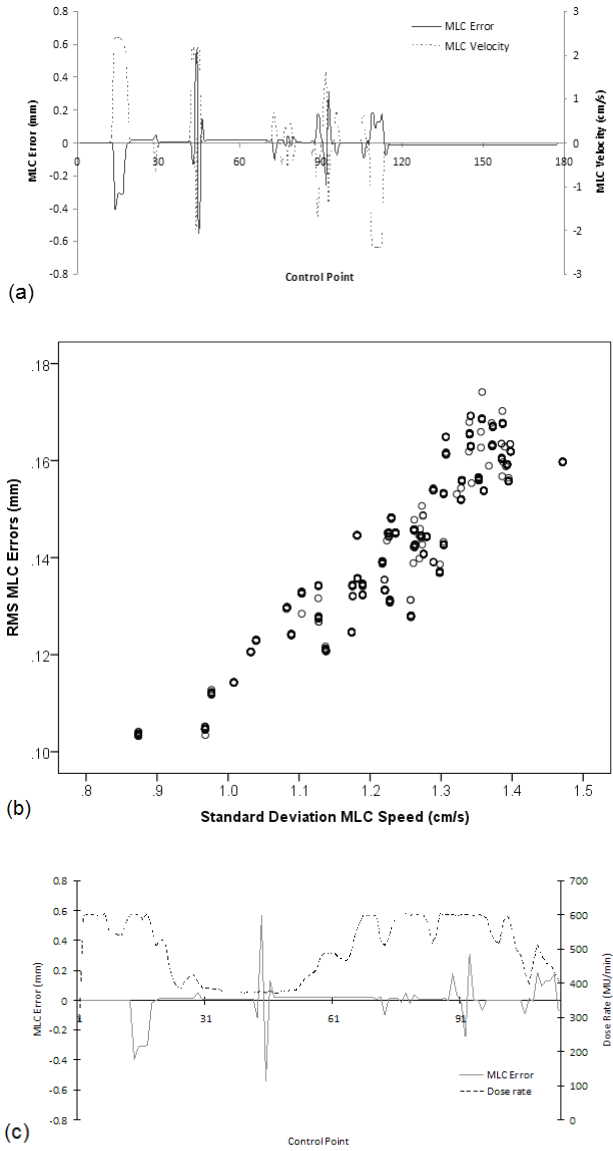 0.8
0.6
0.4
0.2
0
-0.2
-0.4
-0.6
-0.8
MLC Error (mm)
MLC Error
MLC Velocity
3
2
1
0
-1
-2
-3
MLC Velocity (cm/s)
0 30 60 90 120 150 180
Control Point
(a)
.18
.16
.14
.12
.10
RMS MLC Errors (mm)
.8 .9 1.0 1.1 1.2 1.3 1.4 1.5
Standard Deviation MLC Speed (cm/s)
(b)
0.8
0.6
0.4
0.2
0
-0.2
-0.4
-0.6
-0.8
MLC Error (mm)
1 31 61 91
700
600
500
400
300
200
100
0
Dose Rate (MU/min)
MLC Error
Dose rate
Control Point
(c)